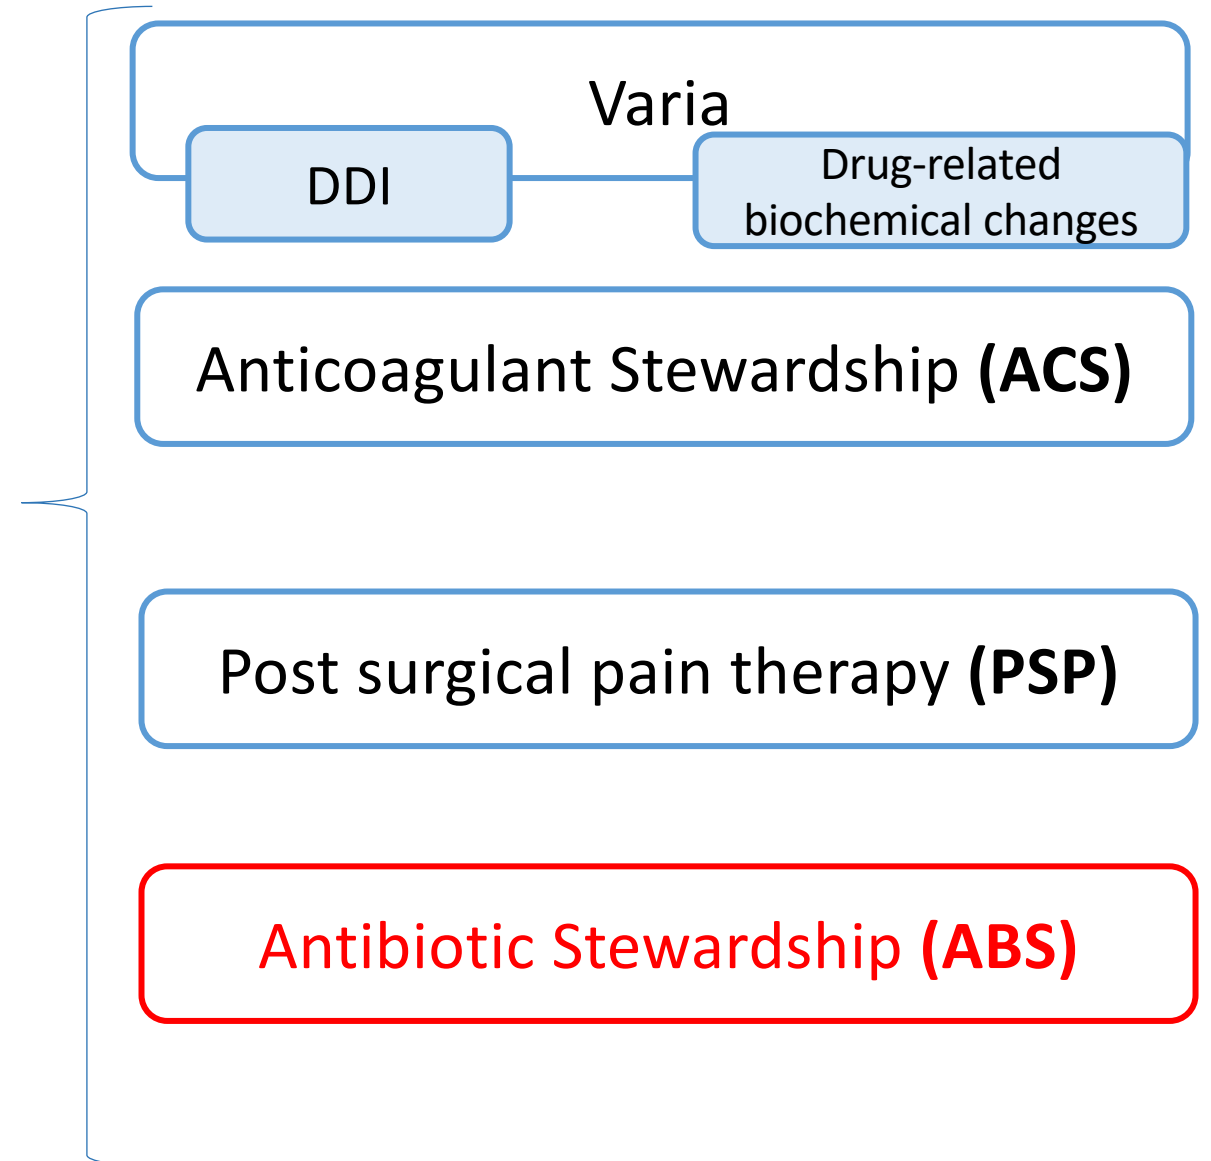 Varia
DDI
Drug-related
biochemical changes
Anticoagulant Stewardship (ACS)
Post surgical pain therapy (PSP)
Antibiotic Stewardship (ABS)